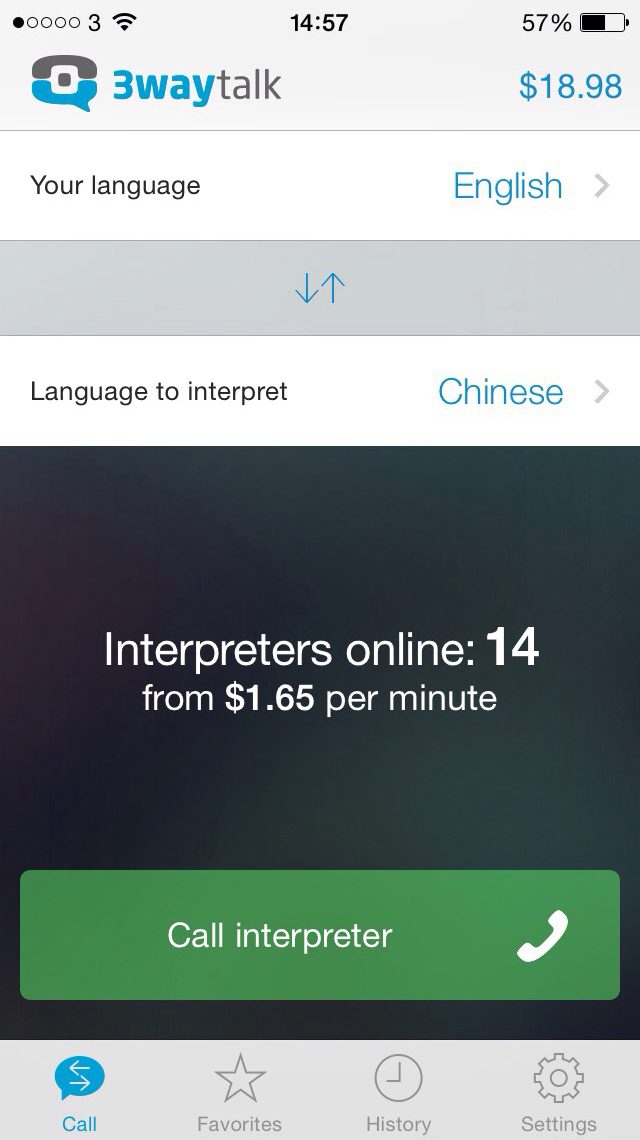 3 14:57 57%
3waytalk $18.98
Your language English
Language to interpret Chinese
Interpreters online: 14
from $1.65 per minute
Call interpreter
Call Favorites History Settings